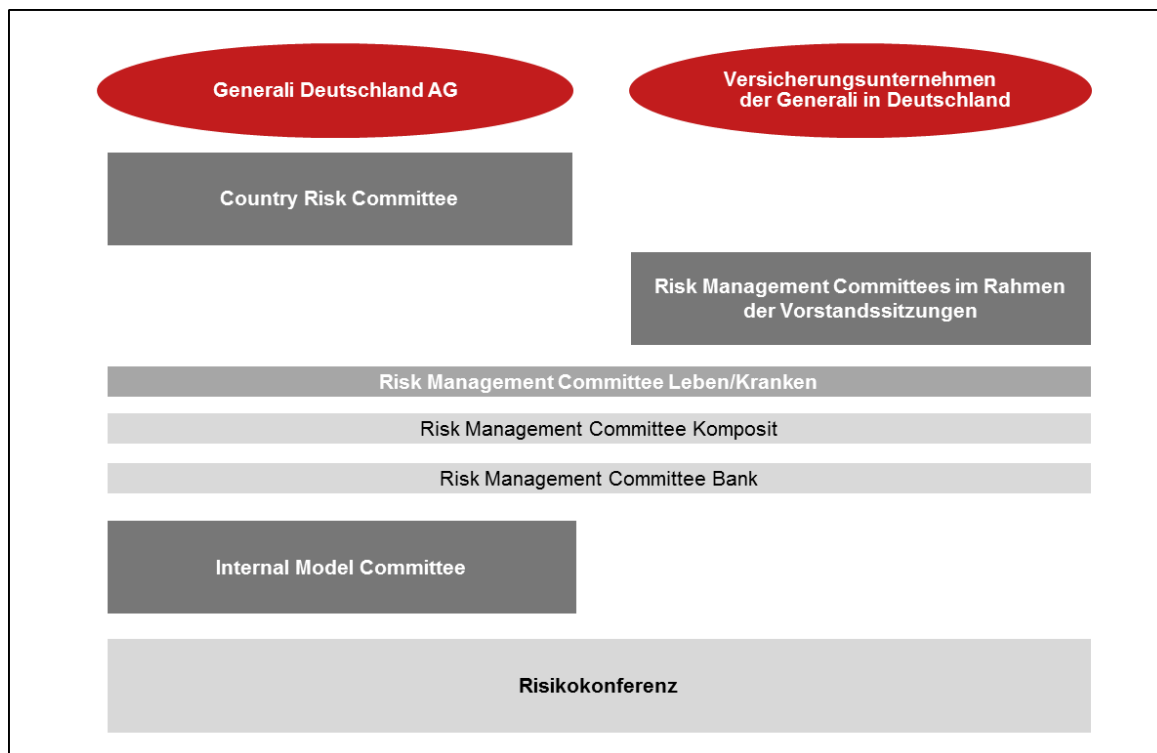 Generali Deutschland AG
Versicherungsunternehmen
der Generali in Deutschland
Country Risk Committee
Risk Management Committees im Rahmen
der Vorstandssitzungen
Risk Management Committee Leben/Kranken
Risk Management Committee Komposit
Risk Management Committee Bank
Internal Model Committee
Risikokonferenz